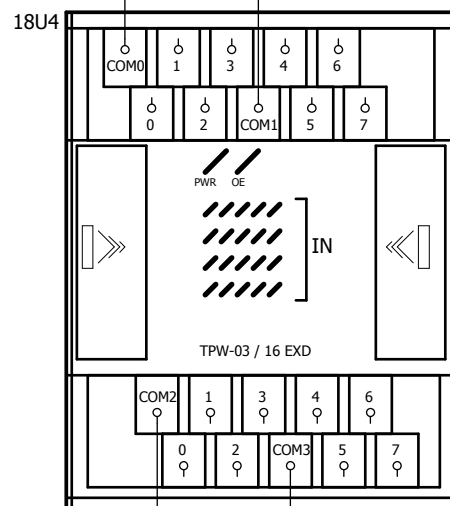 18U4
COM0 1 3 4 6
0 2 COM1 5 7
PWR OE
IN
TPW-03 / 16 EXD
COM2 1 3 4 6
0 2 COM3 5 7